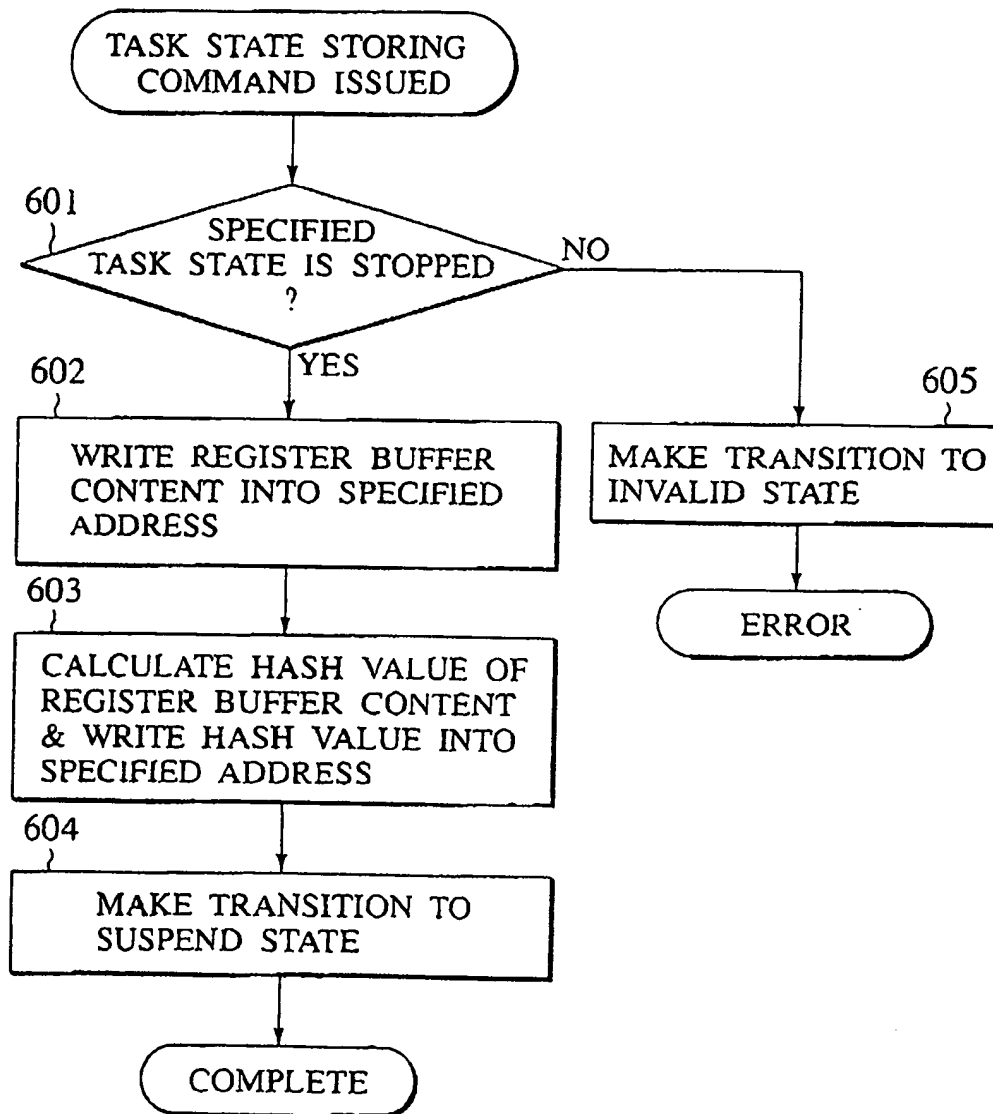 TASK STATE STORING
COMMAND ISSUED
601
SPECIFIED
TASK STATE IS STOPPED
?
NO
YES
602
WRITE REGISTER BUFFER
CONTENT INTO SPECIFIED
ADDRESS
605
MAKE TRANSITION TO
INVALID STATE
ERROR
603
CALCULATE HASH VALUE OF
REGISTER BUFFER CONTENT
& WRITE HASH VALUE INTO
SPECIFIED ADDRESS
604
MAKE TRANSITION TO
SUSPEND STATE
COMPLETE